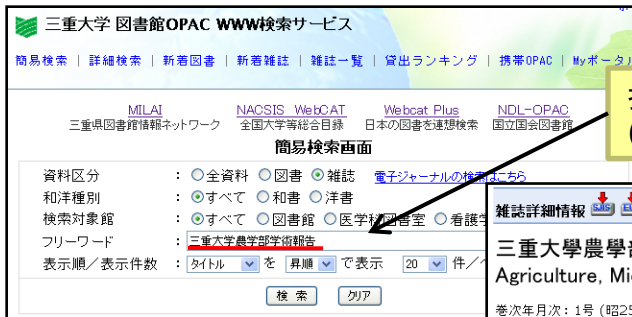 三重大学 図書館OPAC WWW検索サービス
簡易検索 | 詳細検索 | 新着図書 | 新着雑誌 | 雑誌一覧 | 貸出ランキング | 携帯OPAC | Myポータル
MILAI NACSIS WebCAT Webcat Plus NDL-OPAC
三重県図書館情報ネットワーク 全国大学等総合目録 日本の図書を連想検索 国立国会図書館
簡易検索画面
資料区分 : 全資料 図書 雑誌 電子ジャーナルの検索はこちら
和洋種別 : すべて 和書 洋書
検索対象館 : すべて 図書館 医学科図書室 看護学
フリーワード : 三重大学農学部学術報告
表示順/表示件数 : タイトル を 昇順 で表示 20 件/
検索 クリア
雑誌詳細情報
三重大學農學部
Agriculture, Mi
巻次年月次: 1号 (昭25